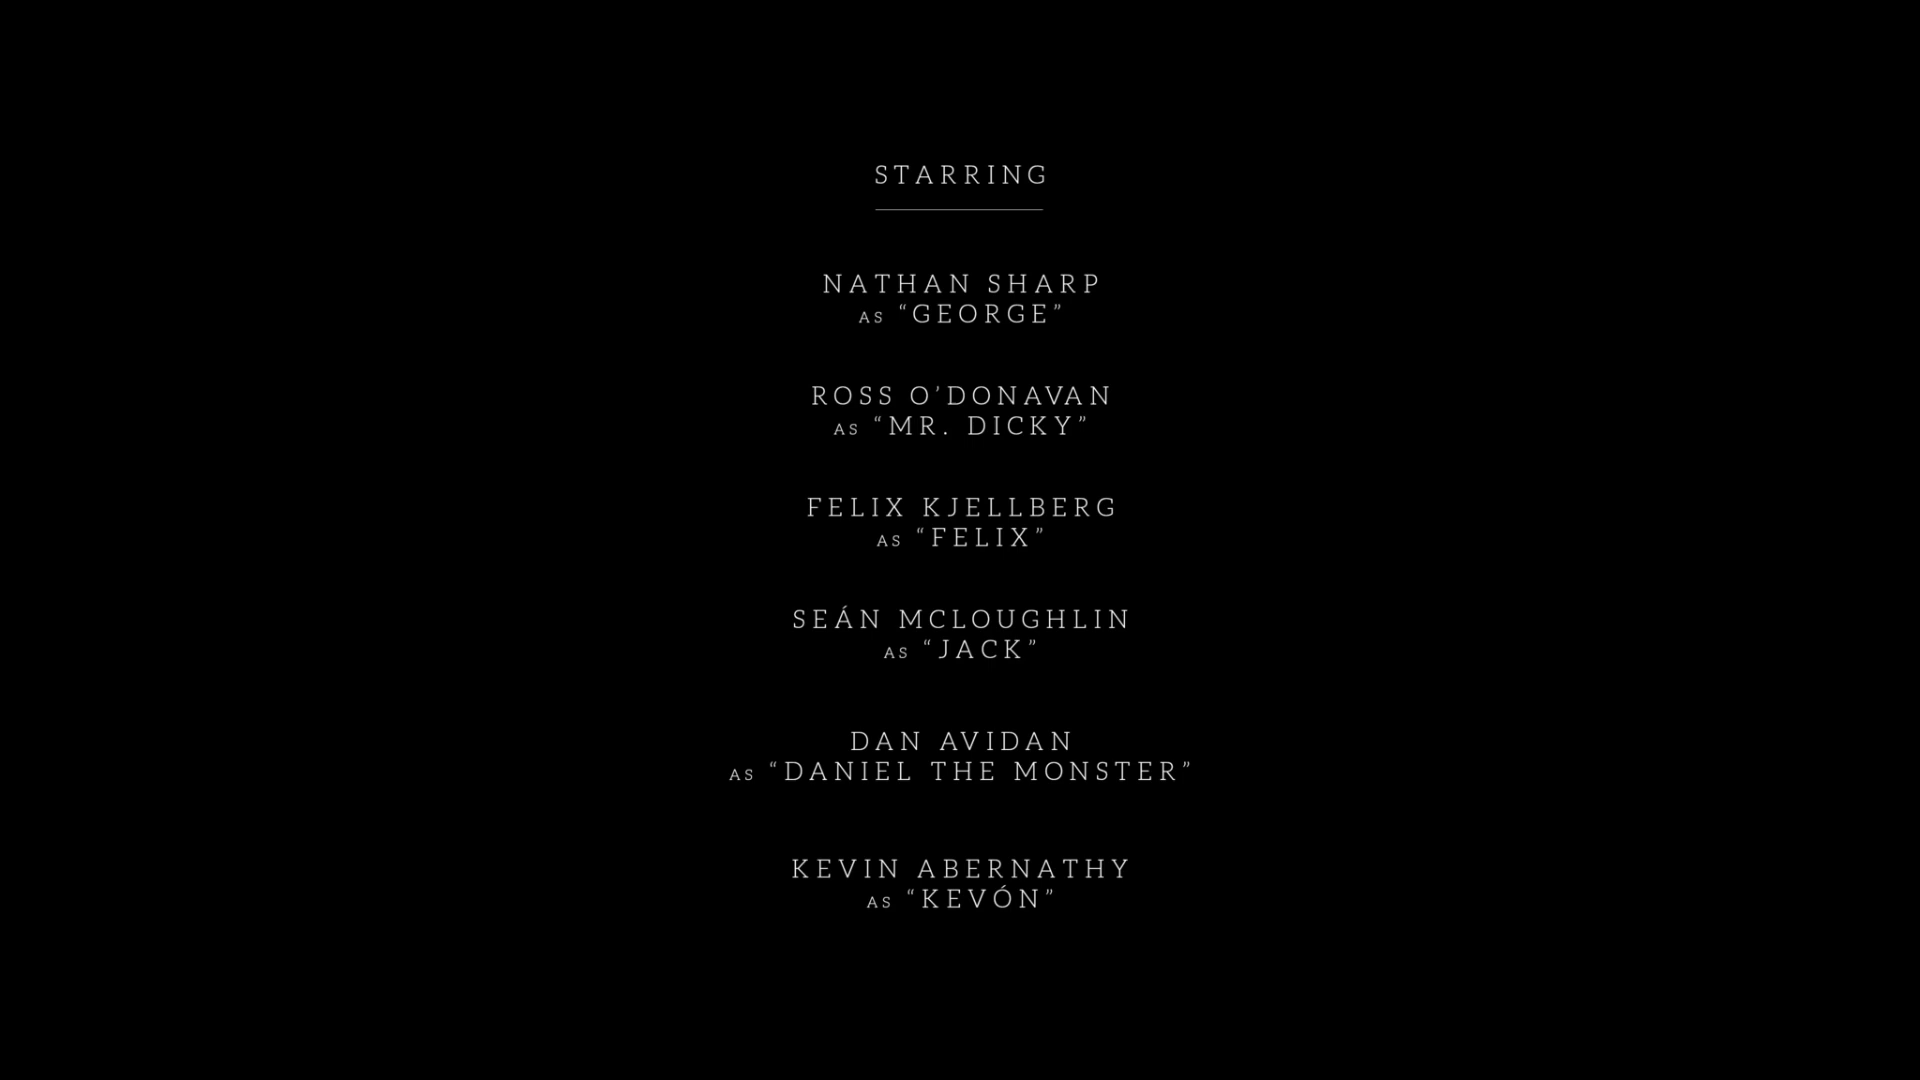 STARRING
NATHAN SHARP
AS “GEORGE”
ROSS O’DONAVAN
AS “MR. DICKY”
FELIX KJELLBERG
AS “FELIX”
SEÁN MCLOUGHLIN
AS “JACK”
DAN AVIDAN
AS “DANIEL THE MONSTER”
KEVIN ABERNATHY
AS “KEVÓN”